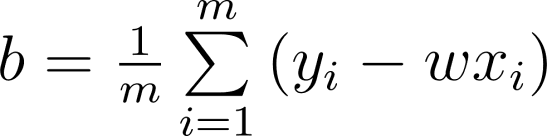 $b = \frac{1}{m} \sum_{i=1}^{m} (y_i - wx_i)$